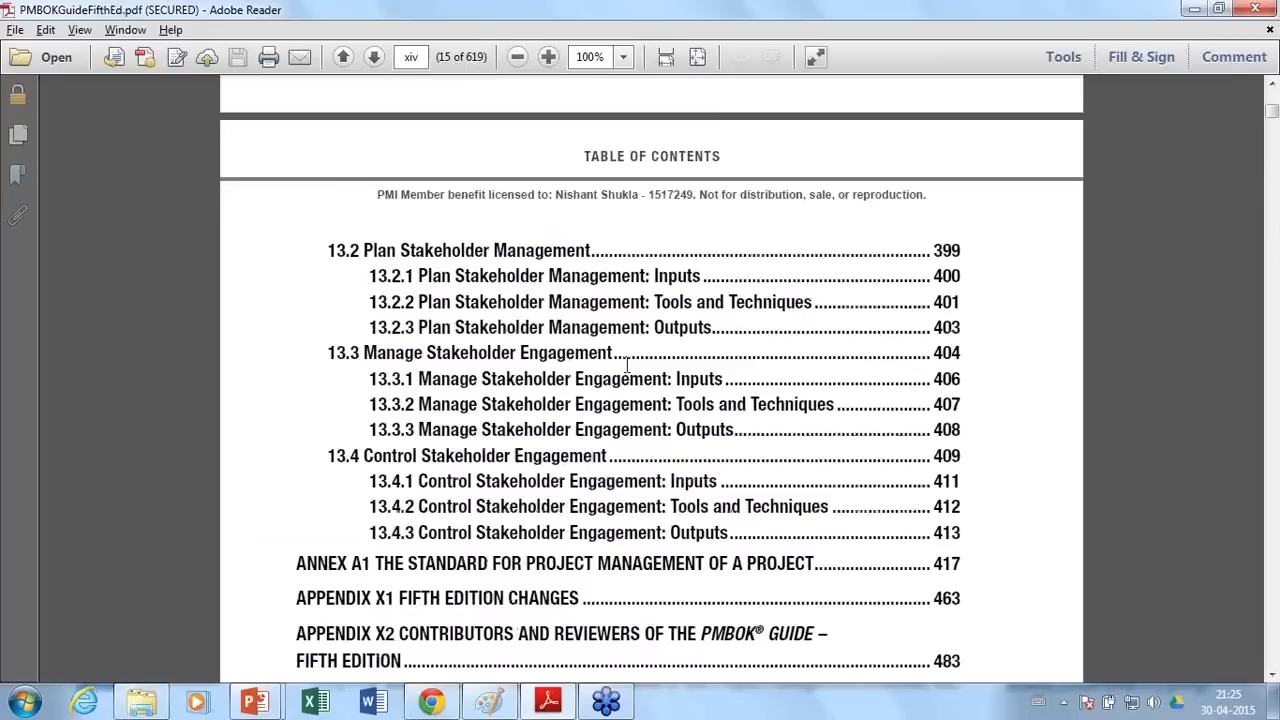 PMBOKGuideFifthEd.pdf (SECURED) - Adobe Reader
File Edit View Window Help
Open xiv (15 of 619) 100% Tools Fill & Sign Comment
TABLE OF CONTENTS
PMI Member benefit licensed to: Nishant Shukla - 1517249. Not for distribution, sale, or reproduction.
13.2 Plan Stakeholder Management.................................................................................. 399
13.2.1 Plan Stakeholder Management: Inputs ....................................................... 400
13.2.2 Plan Stakeholder Management: Tools and Techniques ............................ 401
13.2.3 Plan Stakeholder Management: Outputs..................................................... 403
13.3 Manage Stakeholder Engagement............................................................................. 404
13.3.1 Manage Stakeholder Engagement: Inputs .................................................. 406
13.3.2 Manage Stakeholder Engagement: Tools and Techniques ....................... 407
13.3.3 Manage Stakeholder Engagement: Outputs................................................ 408
13.4 Control Stakeholder Engagement .............................................................................. 409
13.4.1 Control Stakeholder Engagement: Inputs ................................................... 411
13.4.2 Control Stakeholder Engagement: Tools and Techniques ........................ 412
13.4.3 Control Stakeholder Engagement: Outputs................................................. 413
ANNEX A1 THE STANDARD FOR PROJECT MANAGEMENT OF A PROJECT............................ 417
APPENDIX X1 FIFTH EDITION CHANGES .................................................................................... 463
APPENDIX X2 CONTRIBUTORS AND REVIEWERS OF THE PMBOK® GUIDE –
FIFTH EDITION ................................................................................................................................ 483
21:25
30-04-2015